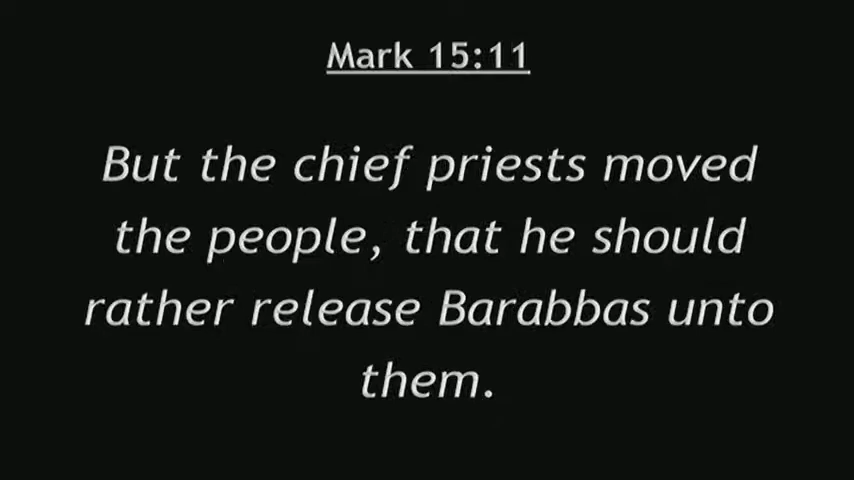 Mark 15:11
But the chief priests moved
the people, that he should
rather release Barabbas unto
them.